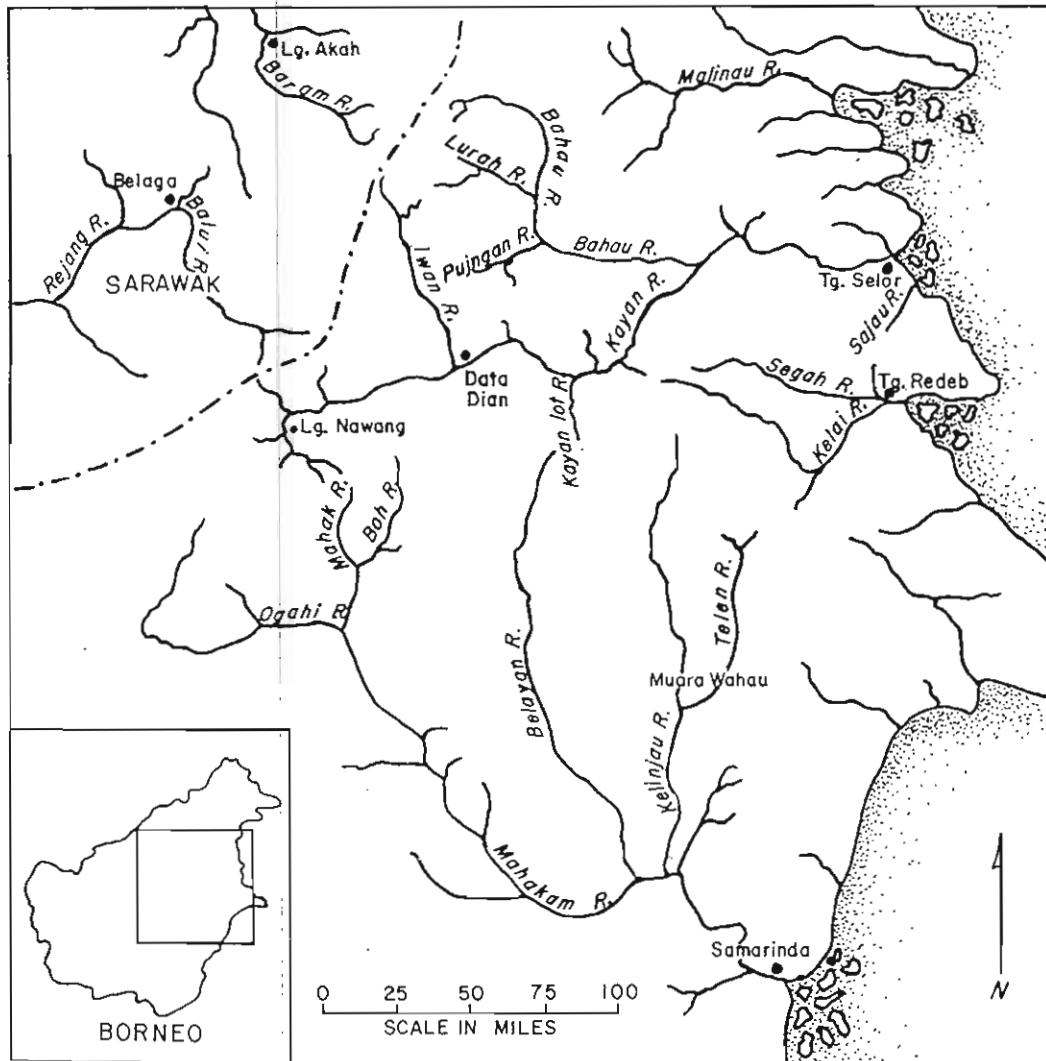 Lg. Akah
Baram R.
Malinau R.
Bahau R
Lurah R.
Belaga
Balui R.
Rejang R.
SARAWAK
Iwan R.
Pujngan R.
Bahau R.
Kayan R.
Tg. Selor
Sajau R.
Data
Dian
Segah R.
Tg. Redeb
Kelai R.
Kayan Iot R.
Lg. Nawang
Mahak R.
Boh R.
Ogahi R
Belayan R.
Telen R.
Muara Wahau
Kelinjau R.
Mahakam R.
Samarinda
0 25 50 75 100
SCALE IN MILES
N
BORNEO